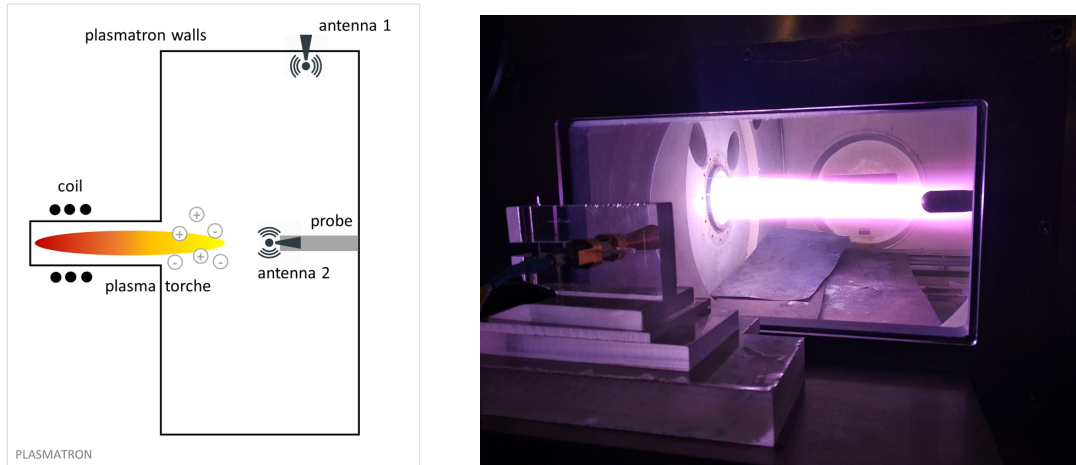 antenna 1
plasmatron walls
coil
probe
antenna 2
plasma torche
PLASMATRON